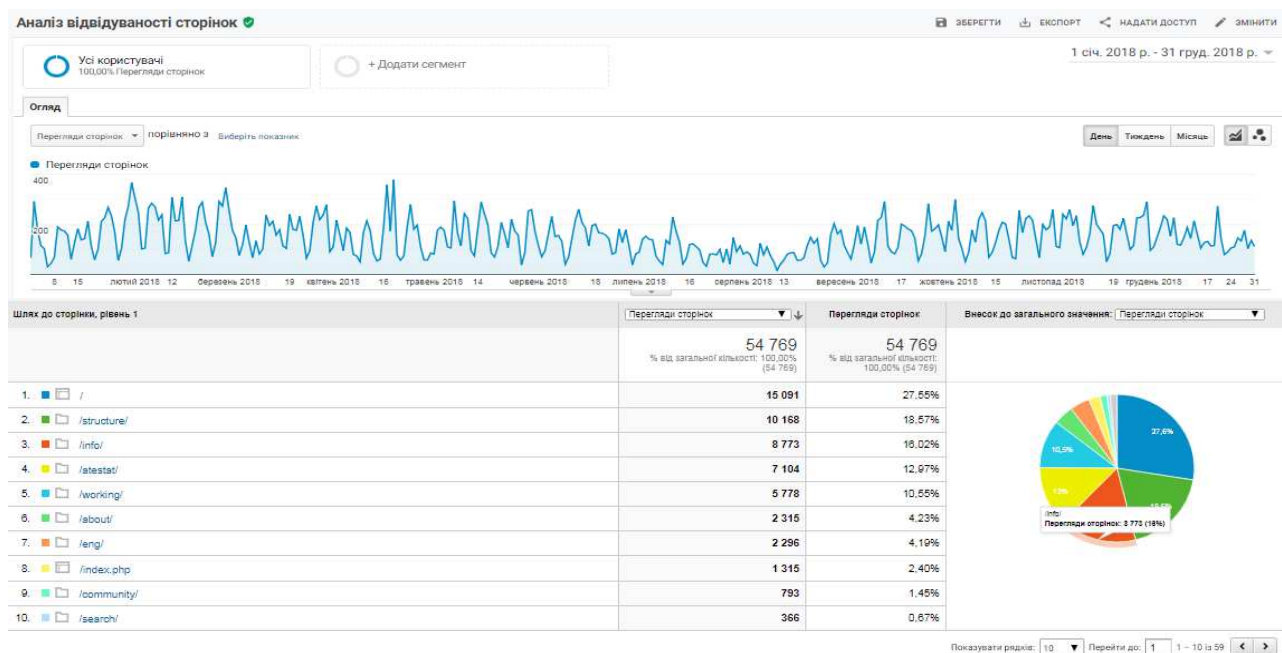 Аналіз відвідуваності сторінок
ЗБЕРЕГТИ ЕКСПОРТ НАДАТИ ДОСТУП ЗМІНИТИ
1 січ. 2018 р. - 31 груд. 2018 р.
Усі користувачі
100,00% Перегляди сторінок
+ Додати сегмент
Огляд
Перегляди сторінок порівняно з Виберіть показник
День Тиждень Місяць
Перегляди сторінок
400
200
8 15 лютий 2018 12 березень 2018 19 квітень 2018 16 травень 2018 14 червень 2018 18 липень 2018 16 серпень 2018 13 вересень 2018 17 жовтень 2018 15 листопад 2018 19 грудень 2018 17 24 31
Шлях до сторінки, рівень 1 Перегляди сторінок Перегляди сторінок Внесок до загального значення: Перегляди сторінок
54 769 54 769
% від загальної кількості: 100,00% (54 769) % від загальної кількості: 100,00% (54 769)
1. / 15 091 27,55%
2. /structure/ 10 168 18,57%
3. /info/ 8 773 16,02%
4. /atestat/ 7 104 12,97%
5. /working/ 5 778 10,55%
6. /about/ 2 315 4,23%
7. /eng/ 2 296 4,19%
8. /index.php 1 315 2,40%
9. /community/ 793 1,45%
10. /search/ 366 0,67%
27,6%
10,5%
13%
/info/
Перегляди сторінок: 8 773 (16%)
Показувати рядків: 10 Перейти до: 1 1 – 10 із 59